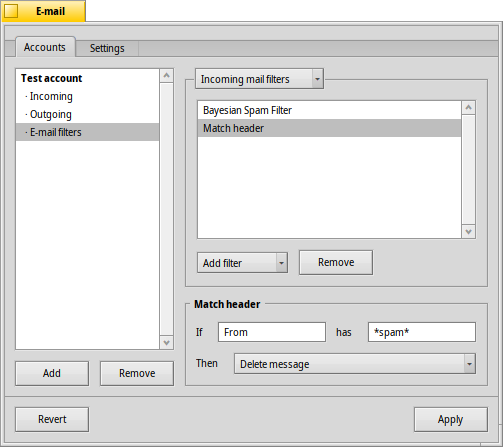 E-mail
Accounts
Settings
Test account
· Incoming
· Outgoing
· E-mail filters
Add
Remove
Incoming mail filters
Bayesian Spam Filter
Match header
Add filter
Remove
Match header
If From has *spam*
Then Delete message
Revert
Apply